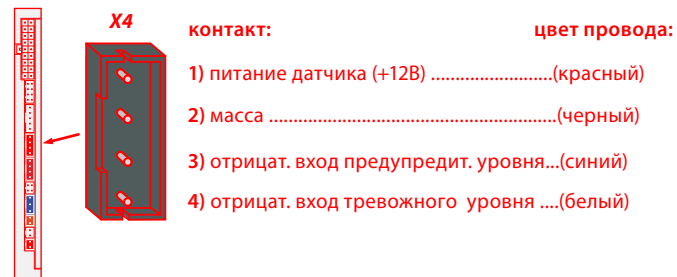 X4
контакт: цвет провода:
1) питание датчика (+12В) .........................(красный)
2) масса ...........................................................(черный)
3) отрицат. вход предупредит. уровня...(синий)
4) отрицат. вход тревожного уровня ....(белый)